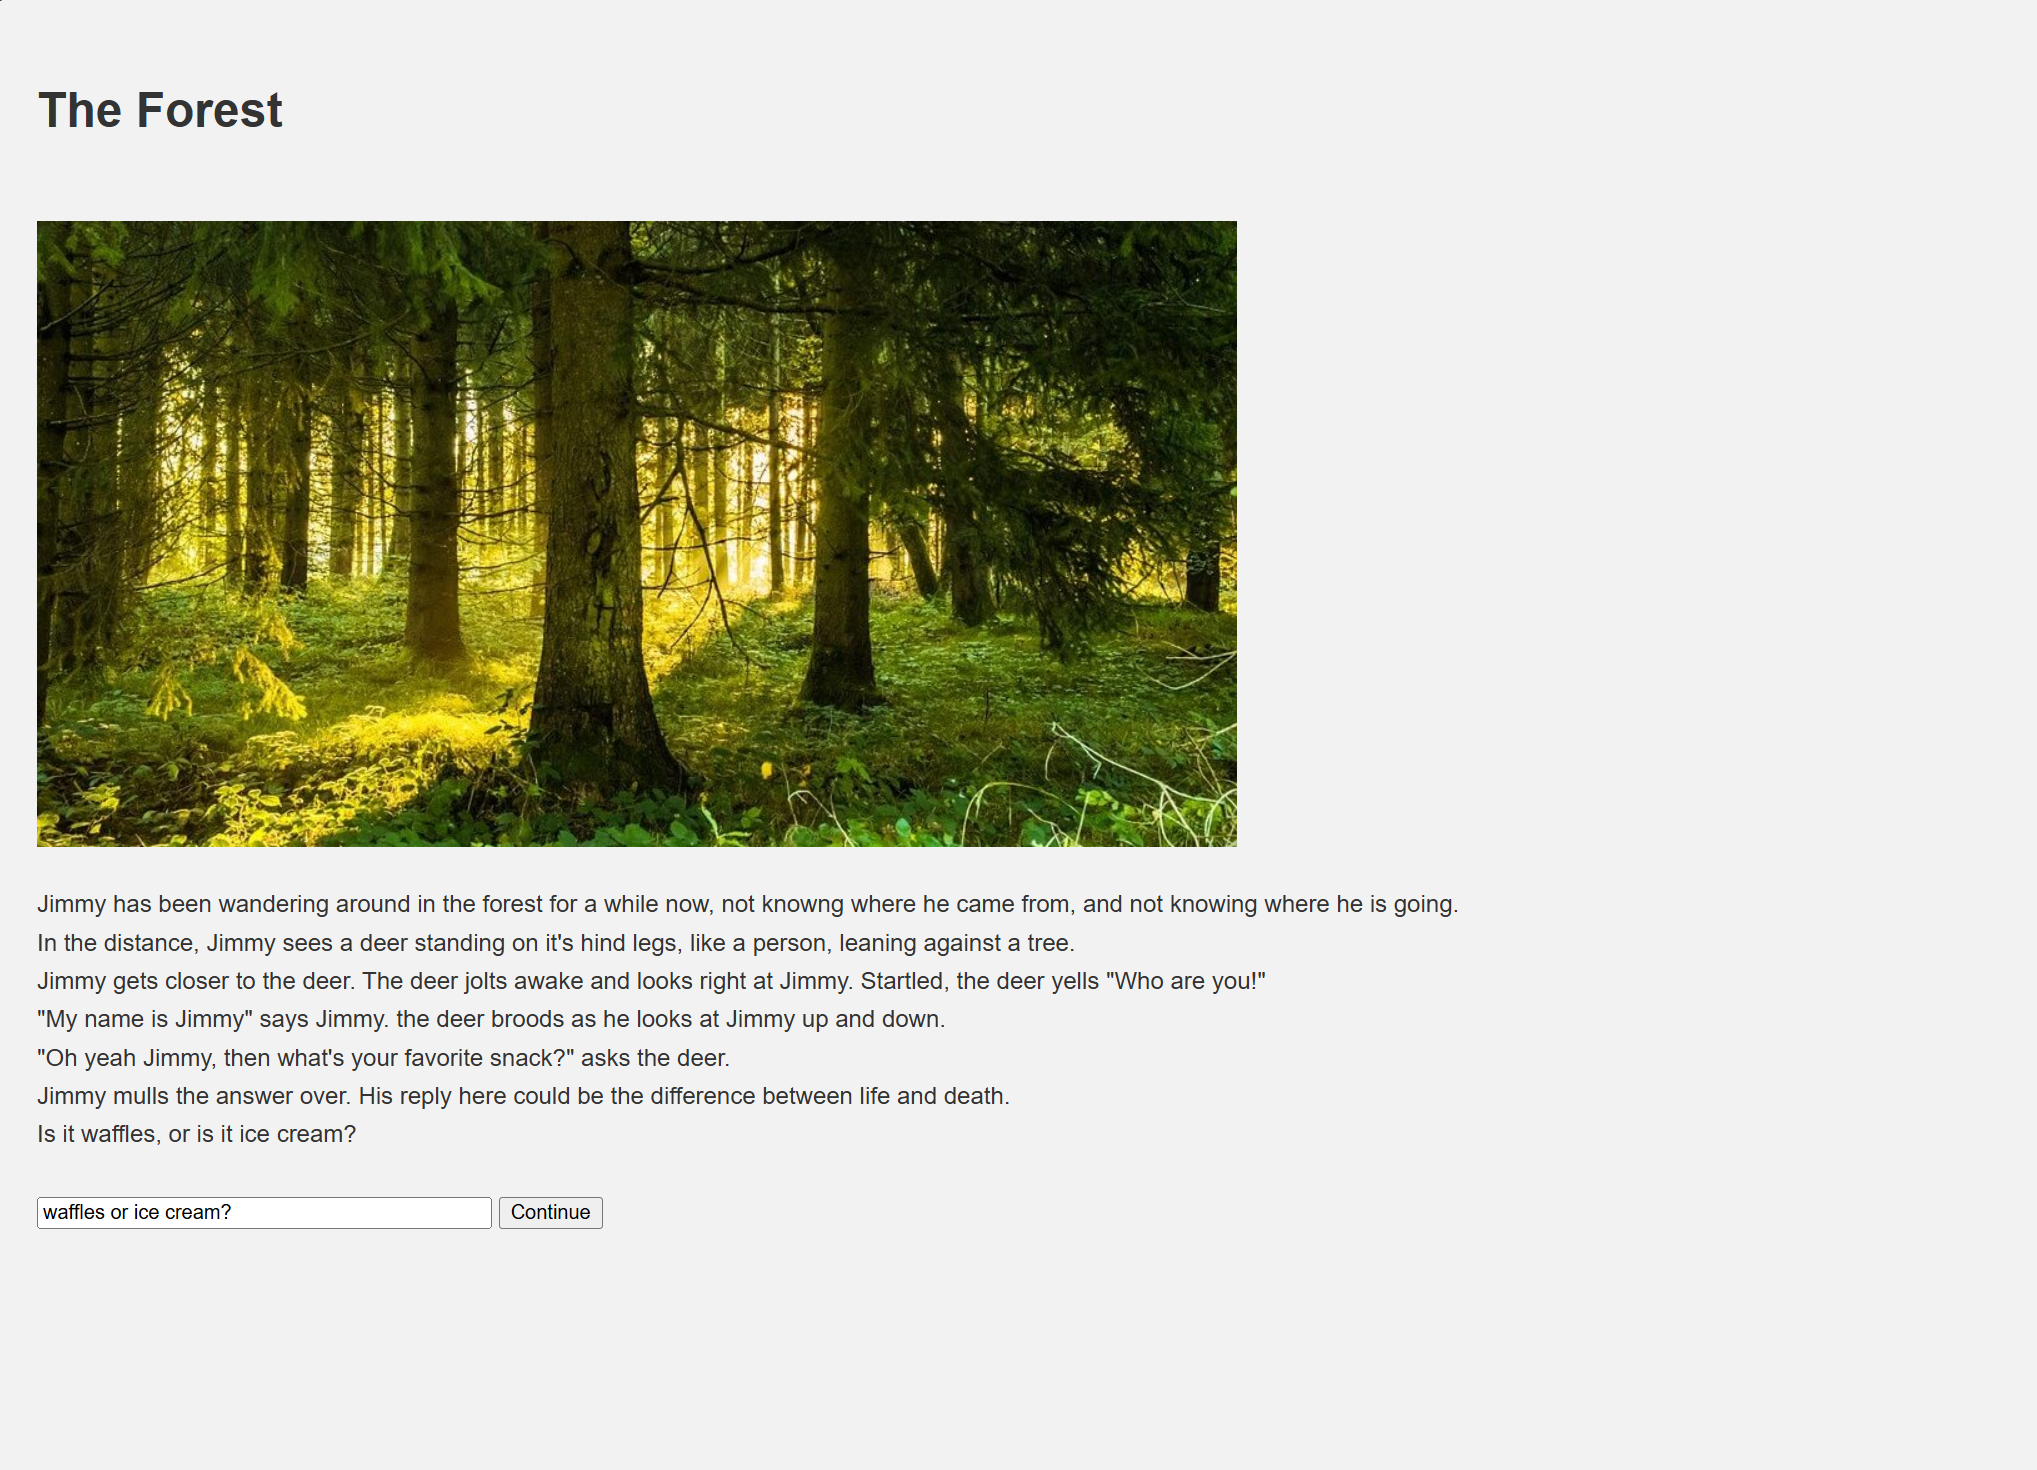 The Forest
Jimmy has been wandering around in the forest for a while now, not knowng where he came from, and not knowing where he is going.
In the distance, Jimmy sees a deer standing on it's hind legs, like a person, leaning against a tree.
Jimmy gets closer to the deer. The deer jolts awake and looks right at Jimmy. Startled, the deer yells "Who are you!"
"My name is Jimmy" says Jimmy. the deer broods as he looks at Jimmy up and down.
"Oh yeah Jimmy, then what's your favorite snack?" asks the deer.
Jimmy mulls the answer over. His reply here could be the difference between life and death.
Is it waffles, or is it ice cream?
waffles or ice cream? Continue